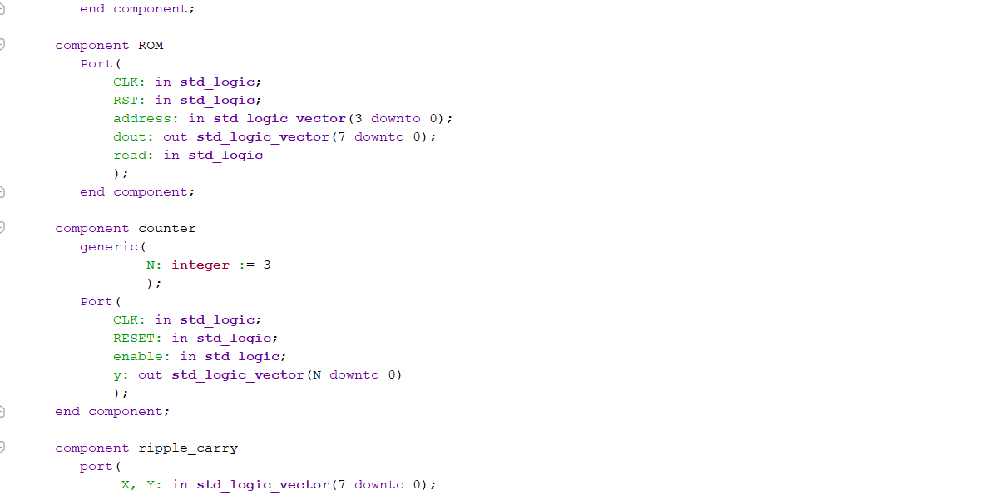 end component;
component ROM
Port(
CLK: in std_logic;
RST: in std_logic;
address: in std_logic_vector(3 downto 0);
dout: out std_logic_vector(7 downto 0);
read: in std_logic
);
end component;
component counter
generic(
N: integer := 3
);
Port(
CLK: in std_logic;
RESET: in std_logic;
enable: in std_logic;
y: out std_logic_vector(N downto 0)
);
end component;
component ripple_carry
port(
X, Y: in std_logic_vector(7 downto 0);